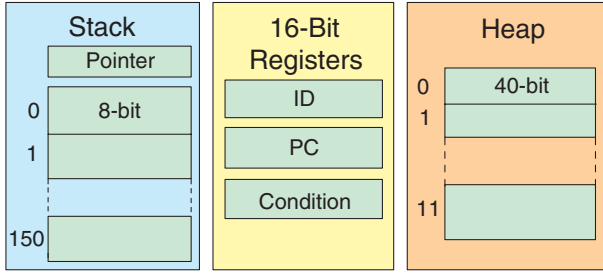 Stack
Pointer
0
8-bit
1
150
16-Bit
Registers
ID
PC
Condition
Heap
0
40-bit
1
11